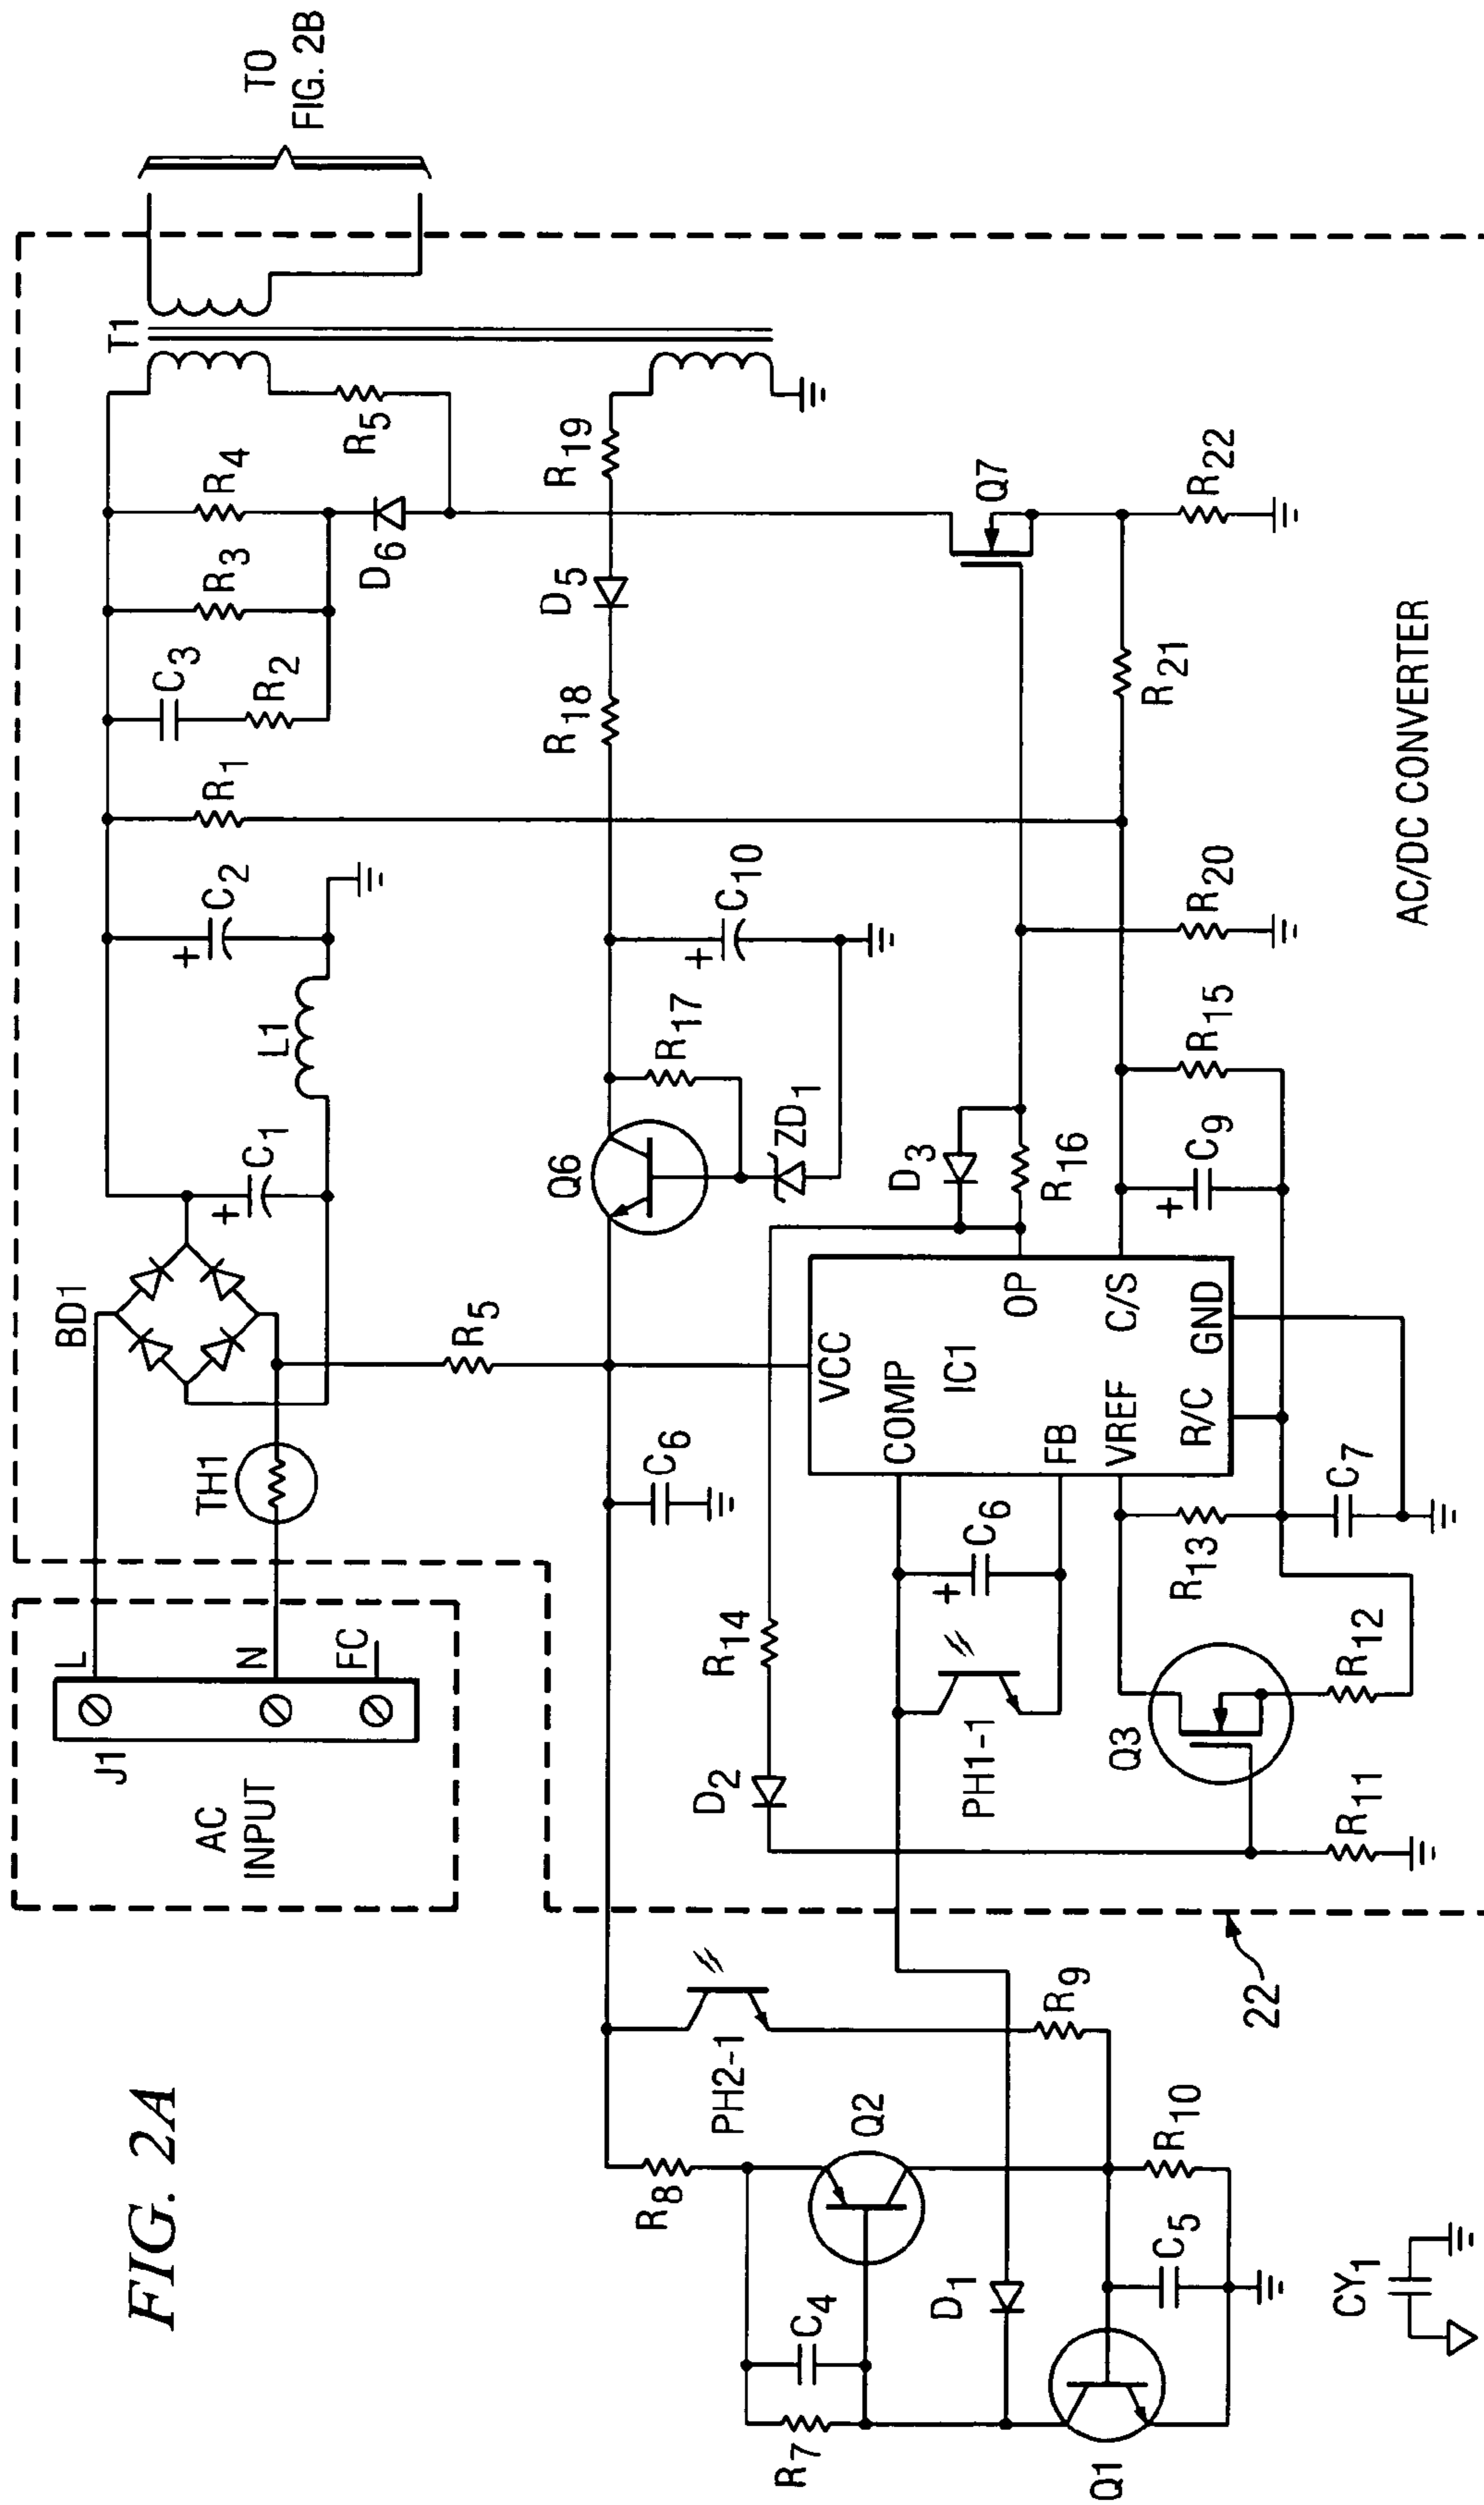 FIG. 2A
AC
INPUT
J1
L
N
FC
TH1
BD1
C1
L1
C2
R1
C3
R2
R3
R4
D6
R5
T1
TO
FIG. 2B
R5
Q6
R17
ZD1
C10
R18
D5
R19
C6
R8
PH2-1
Q2
C4
R7
D1
Q1
C5
R10
R9
CY1
22
D2
R14
PH1-1
C6
Q3
R11
R12
R13
C7
VCC
COMP
IC1
OP
FB
VREF
C/S
R/C
GND
D3
R16
C9
R15
R20
R21
Q7
R22
AC/DC CONVERTER